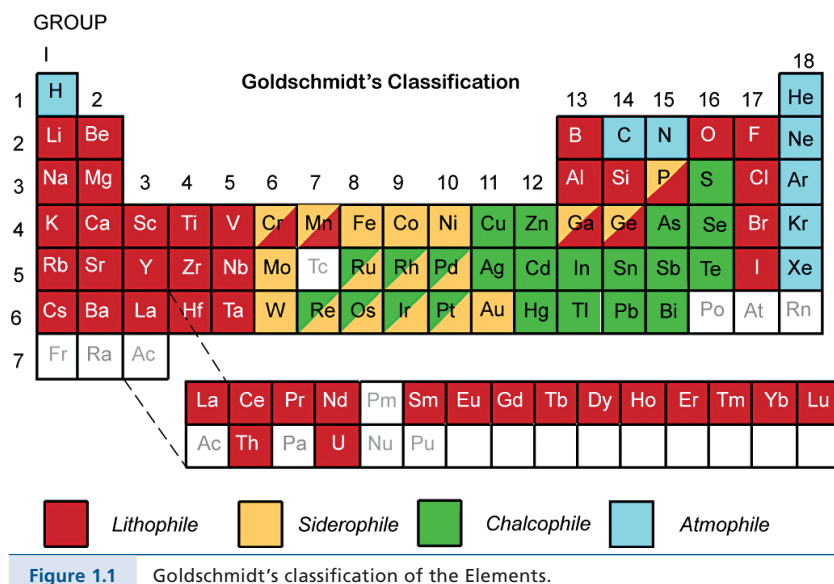 GROUP
I 18
Goldschmidt's Classification
1 H 2 13 14 15 16 17 He
2 Li Be B C N O F Ne
3 Na Mg 3 4 5 6 7 8 9 10 11 12 Al Si P S Cl Ar
4 K Ca Sc Ti V Cr Mn Fe Co Ni Cu Zn Ga Ge As Se Br Kr
5 Rb Sr Y Zr Nb Mo Tc Ru Rh Pd Ag Cd In Sn Sb Te I Xe
6 Cs Ba La Hf Ta W Re Os Ir Pt Au Hg Tl Pb Bi Po At Rn
7 Fr Ra Ac
La Ce Pr Nd Pm Sm Eu Gd Tb Dy Ho Er Tm Yb Lu
Ac Th Pa U Nu Pu
Lithophile Siderophile Chalcophile Atmophile
Figure 1.1 Goldschmidt's classification of the Elements.